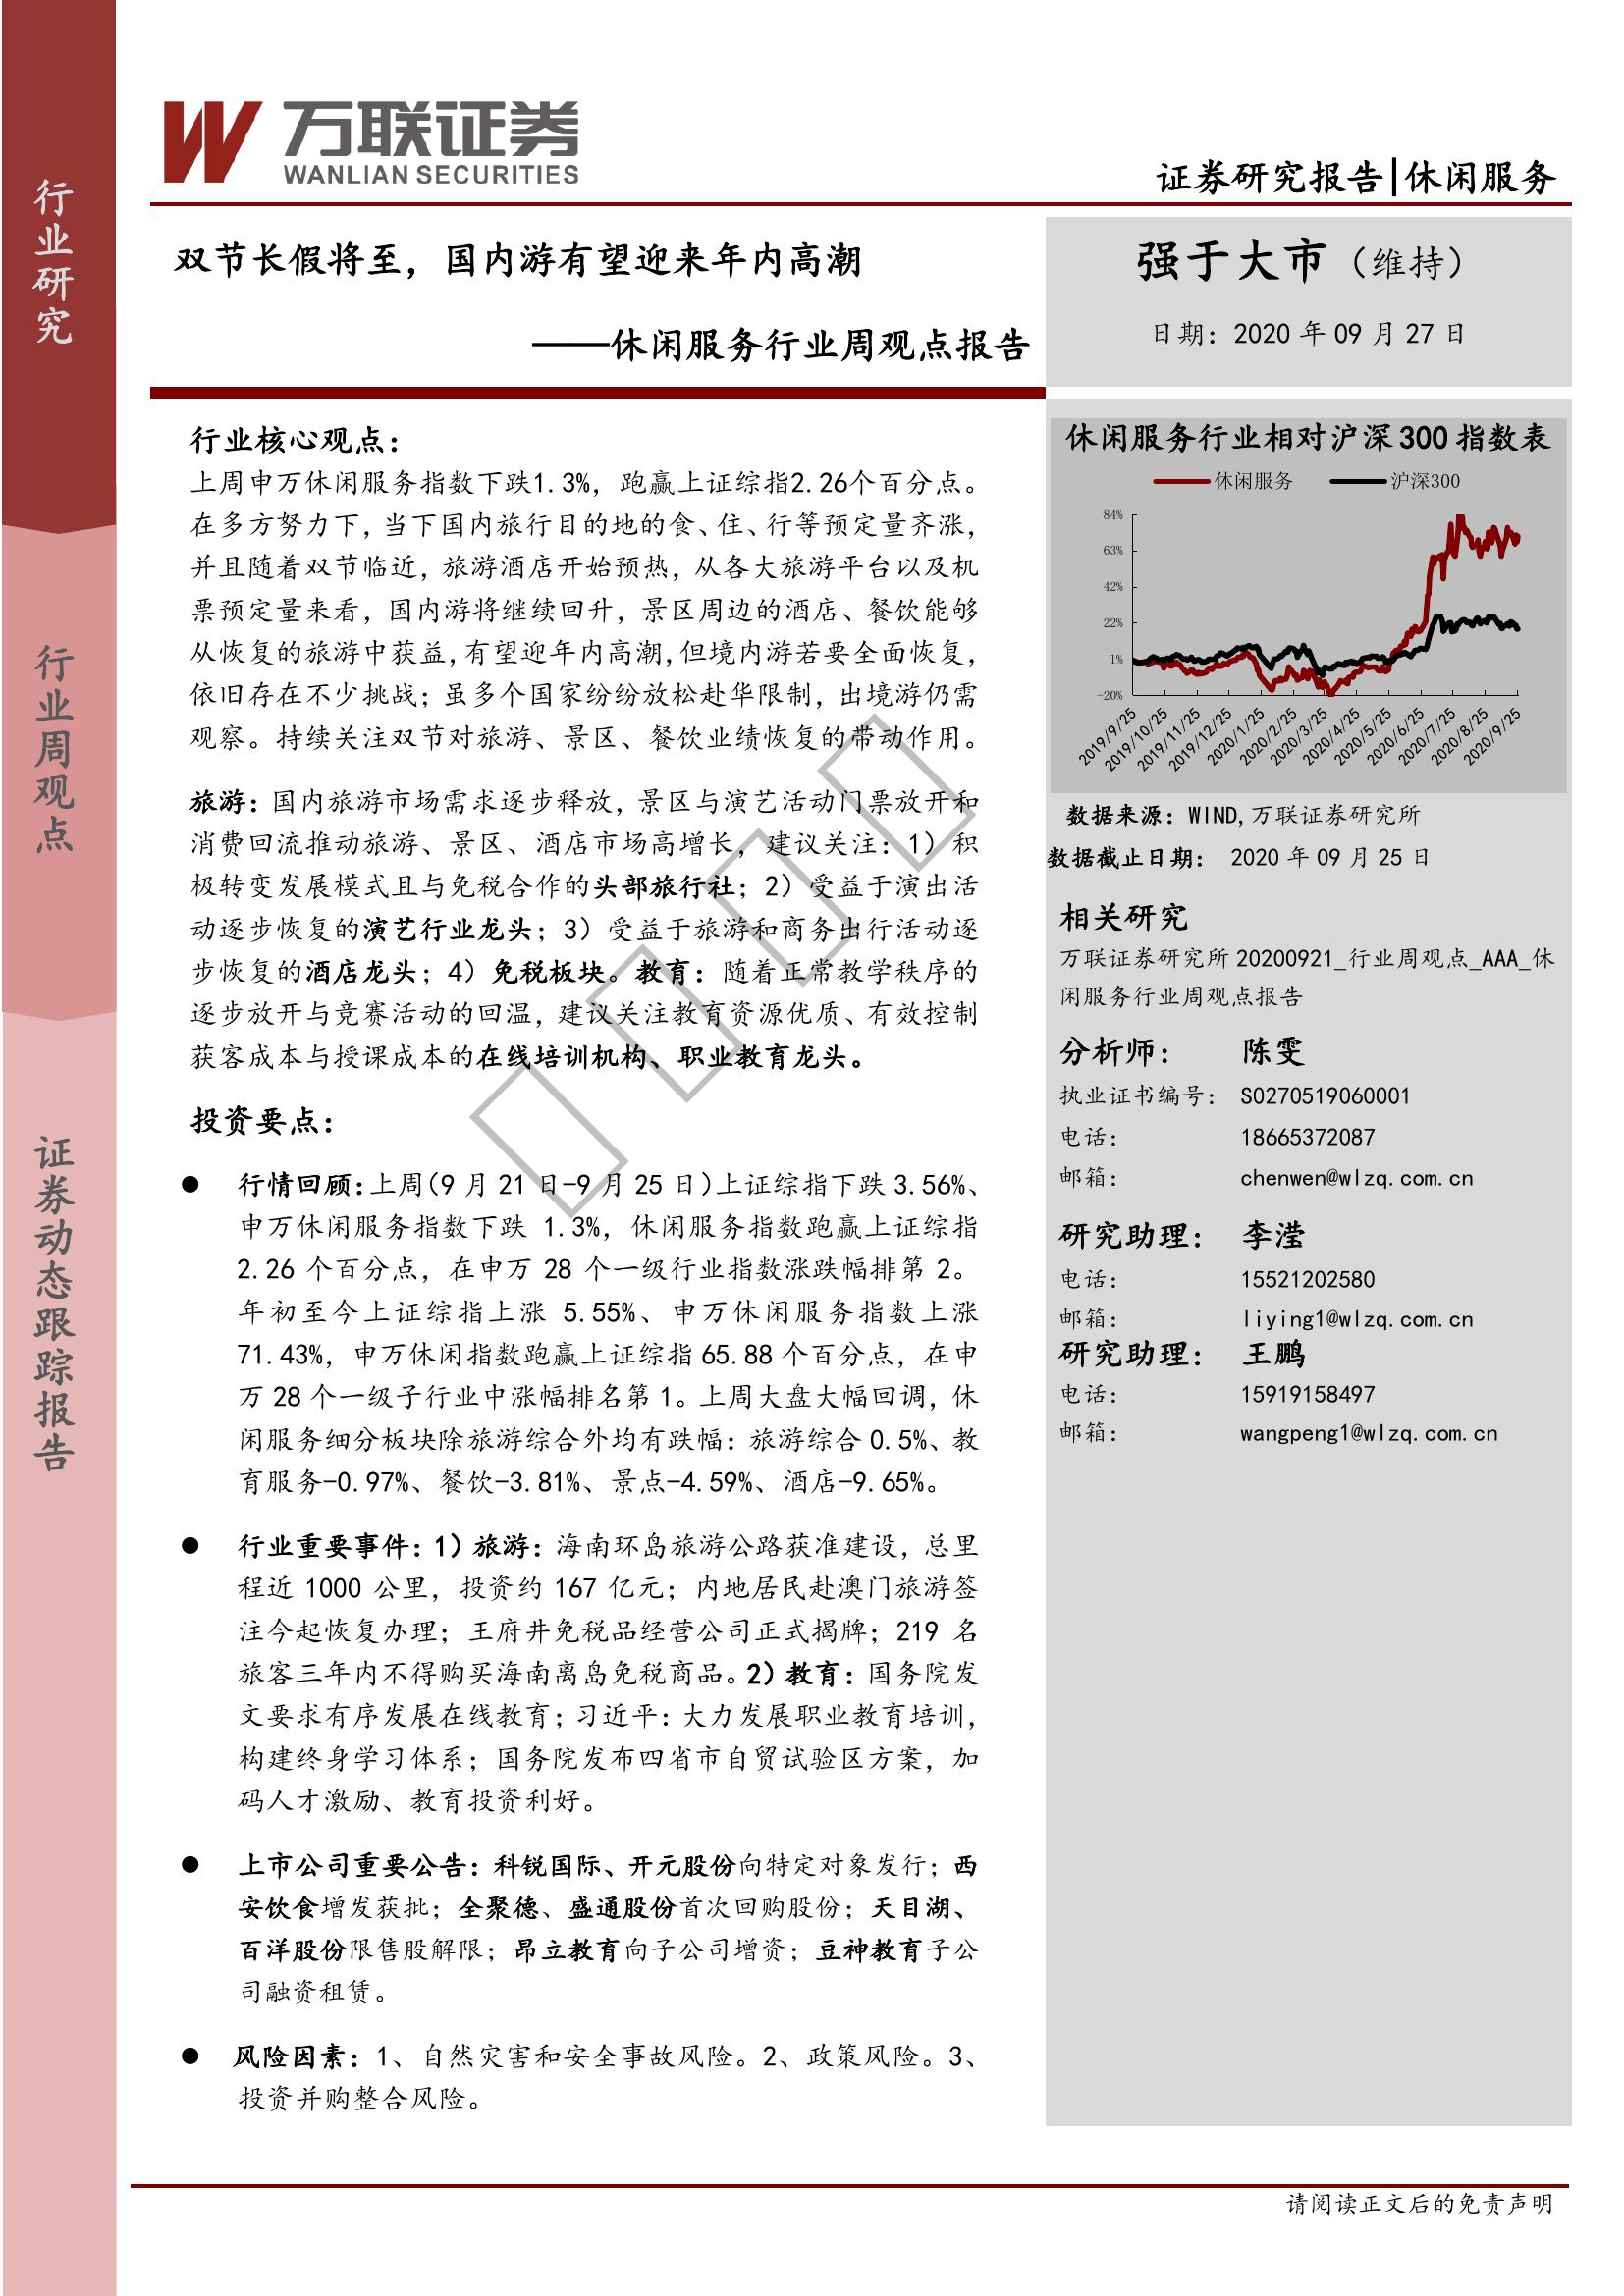 行业研究
行业周观点
证券动态跟踪报告
万联证券
WANLIAN SECURITIES
证券研究报告|休闲服务
双节长假将至，国内游有望迎来年内高潮
——休闲服务行业周观点报告
强于大市（维持）
日期：2020 年 09 月 27 日
行业核心观点：
上周申万休闲服务指数下跌1.3%，跑赢上证综指2.26个百分点。
在多方努力下，当下国内旅行目的地的食、住、行等预定量齐涨，
并且随着双节临近，旅游酒店开始预热，从各大旅游平台以及机
票预定量来看，国内游将继续回升，景区周边的酒店、餐饮能够
从恢复的旅游中获益,有望迎年内高潮,但境内游若要全面恢复，
依旧存在不少挑战；虽多个国家纷纷放松赴华限制，出境游仍需
观察。持续关注双节对旅游、景区、餐饮业绩恢复的带动作用。
旅游：国内旅游市场需求逐步释放，景区与演艺活动门票放开和
消费回流推动旅游、景区、酒店市场高增长，建议关注：1）积
极转变发展模式且与免税合作的头部旅行社；2）受益于演出活
动逐步恢复的演艺行业龙头；3）受益于旅游和商务出行活动逐
步恢复的酒店龙头；4）免税板块。教育：随着正常教学秩序的
逐步放开与竞赛活动的回温，建议关注教育资源优质、有效控制
获客成本与授课成本的在线培训机构、职业教育龙头。
投资要点：
● 行情回顾：上周（9 月 21 日-9 月 25 日）上证综指下跌 3.56%、
申万休闲服务指数下跌 1.3%，休闲服务指数跑赢上证综指
2.26 个百分点，在申万 28 个一级行业指数涨跌幅排第 2。
年初至今上证综指上涨 5.55%、申万休闲服务指数上涨
71.43%，申万休闲指数跑赢上证综指 65.88 个百分点，在申
万 28 个一级子行业中涨幅排名第 1。上周大盘大幅回调，休
闲服务细分板块除旅游综合外均有跌幅：旅游综合 0.5%、教
育服务-0.97%、餐饮-3.81%、景点-4.59%、酒店-9.65%。
● 行业重要事件：1）旅游：海南环岛旅游公路获准建设，总里
程近 1000 公里，投资约 167 亿元；内地居民赴澳门旅游签
注今起恢复办理；王府井免税品经营公司正式揭牌；219 名
旅客三年内不得购买海南离岛免税商品。2）教育：国务院发
文要求有序发展在线教育；习近平：大力发展职业教育培训，
构建终身学习体系；国务院发布四省市自贸试验区方案，加
码人才激励、教育投资利好。
● 上市公司重要公告：科锐国际、开元股份向特定对象发行；西
安饮食增发获批；全聚德、盛通股份首次回购股份；天目湖、
百洋股份限售股解限；昂立教育向子公司增资；豆神教育子公
司融资租赁。
● 风险因素：1、自然灾害和安全事故风险。2、政策风险。3、
投资并购整合风险。
休闲服务行业相对沪深 300 指数表
休闲服务 沪深300
84%
63%
42%
22%
1%
-20%
2019/9/25
2019/10/25
2019/11/25
2019/12/25
2020/1/25
2020/2/25
2020/3/25
2020/4/25
2020/5/25
2020/6/25
2020/7/25
2020/8/25
2020/9/25
数据来源：WIND,万联证券研究所
数据截止日期： 2020 年 09 月 25 日
相关研究
万联证券研究所 20200921_行业周观点_AAA_休
闲服务行业周观点报告
分析师： 陈雯
执业证书编号： S0270519060001
电话： 18665372087
邮箱： chenwen@wlzq.com.cn
研究助理： 李滢
电话： 15521202580
邮箱： liying1@wlzq.com.cn
研究助理： 王鹏
电话： 15919158497
邮箱： wangpeng1@wlzq.com.cn
请阅读正文后的免责声明